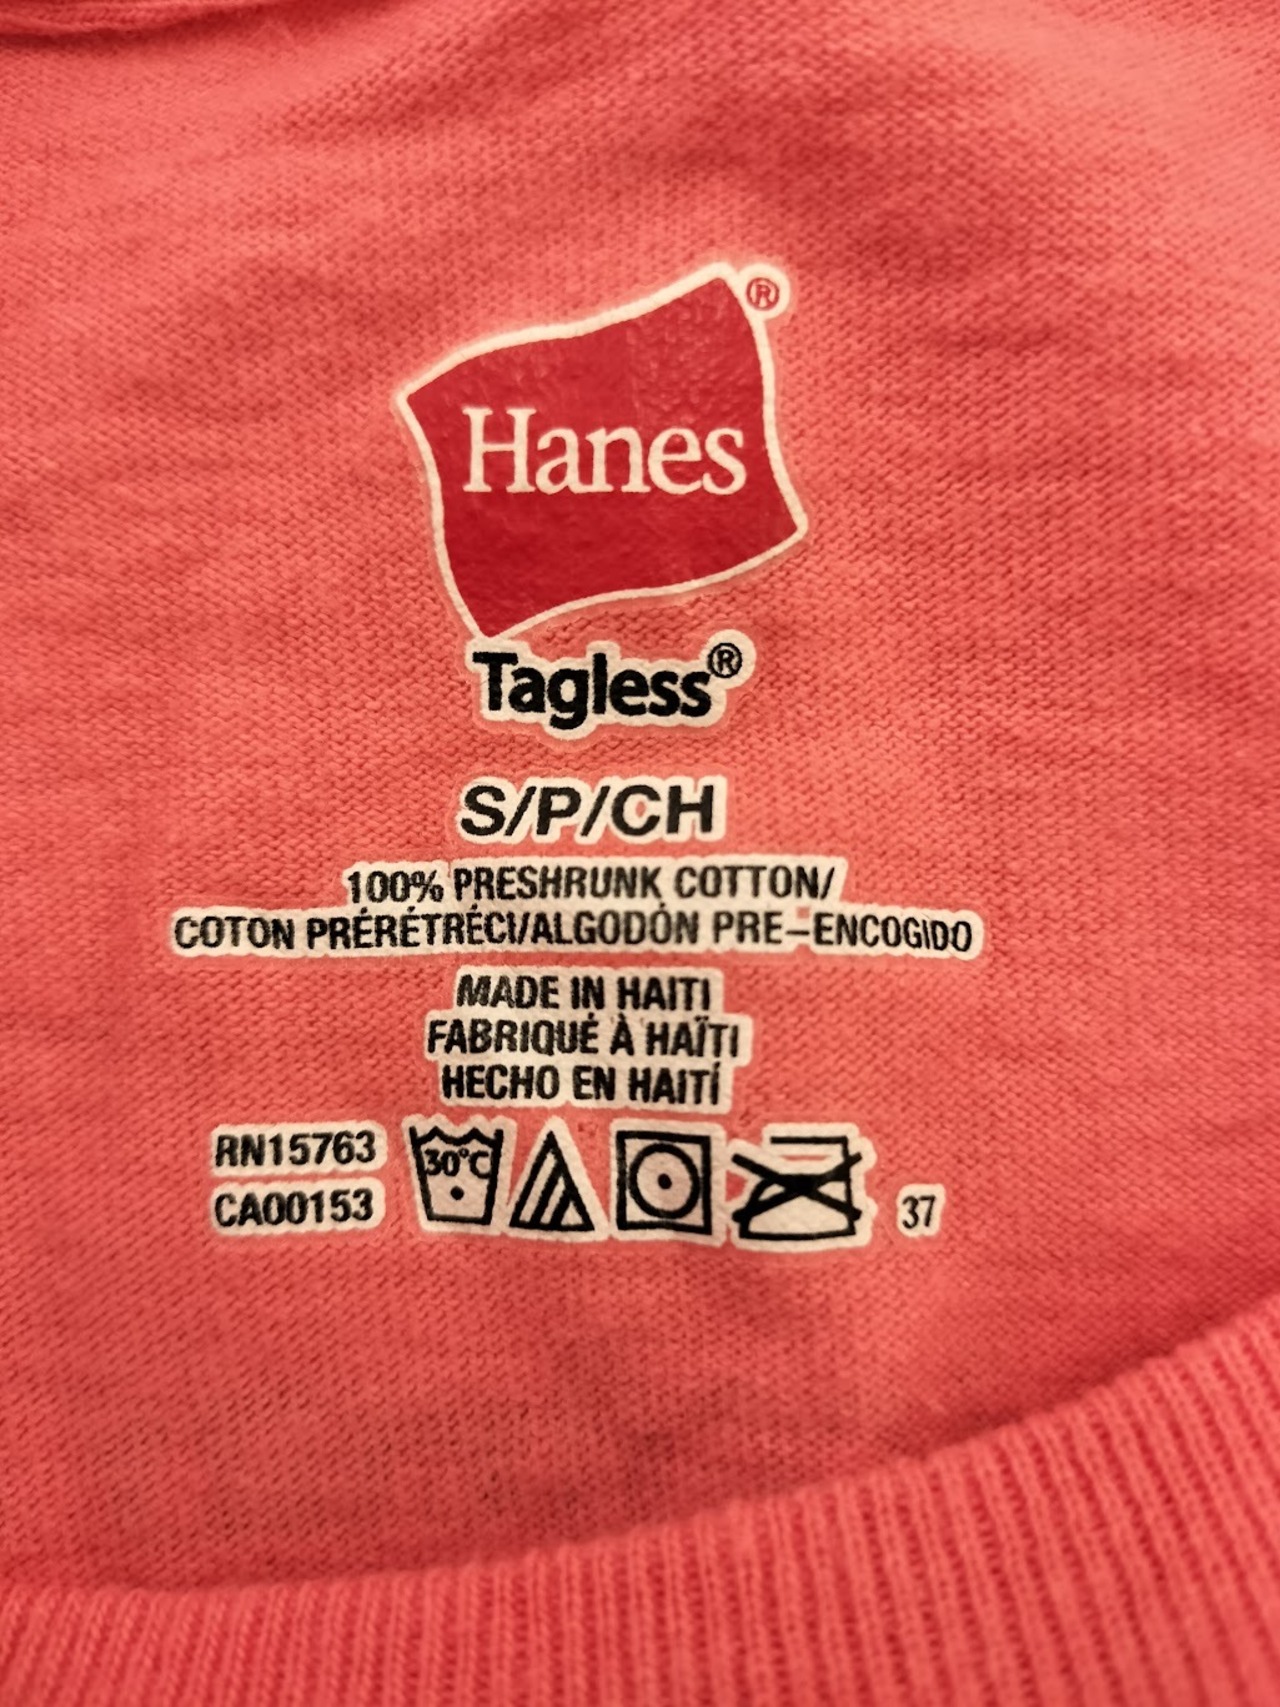 Hanes®
Tagless®
S/P/CH
100% PRESHRUNK COTTON/
COTON PRÉRÉTRÉCI/ALGODÓN PRE-ENCOGIDO
MADE IN HAITI
FABRIQUÉ À HAÏTI
HECHO EN HAITÍ
RN15763 30°C
CA00153 37